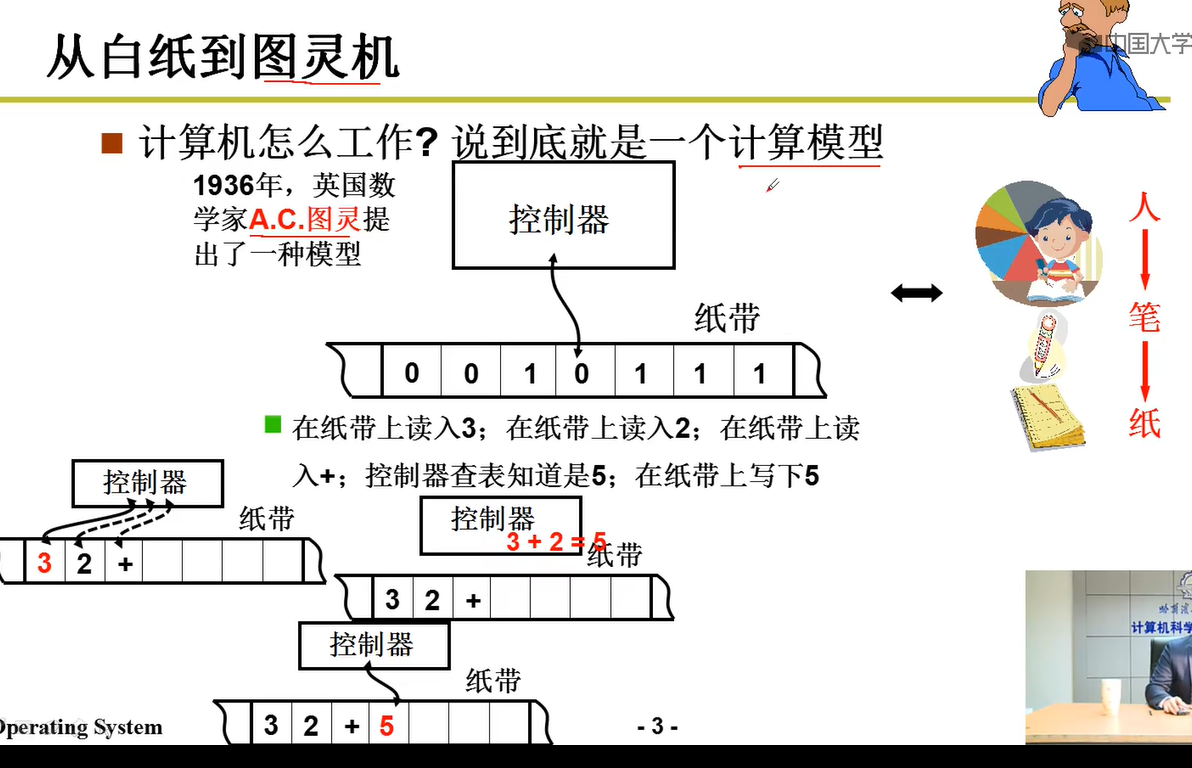 从白纸到图灵机
中国大学
计算机怎么工作? 说到底就是一个计算模型
1936年，英国数
学家A.C.图灵提
出了一种模型
控制器
纸带
0 0 1 0 1 1 1
人
笔
纸
在纸带上读入3；在纸带上读入2；在纸带上读
入+；控制器查表知道是5；在纸带上写下5
控制器
纸带
3 2 +
控制器
3 + 2 = 5
纸带
3 2 +
控制器
纸带
3 2 + 5
计算机科学
Operating System
- 3 -